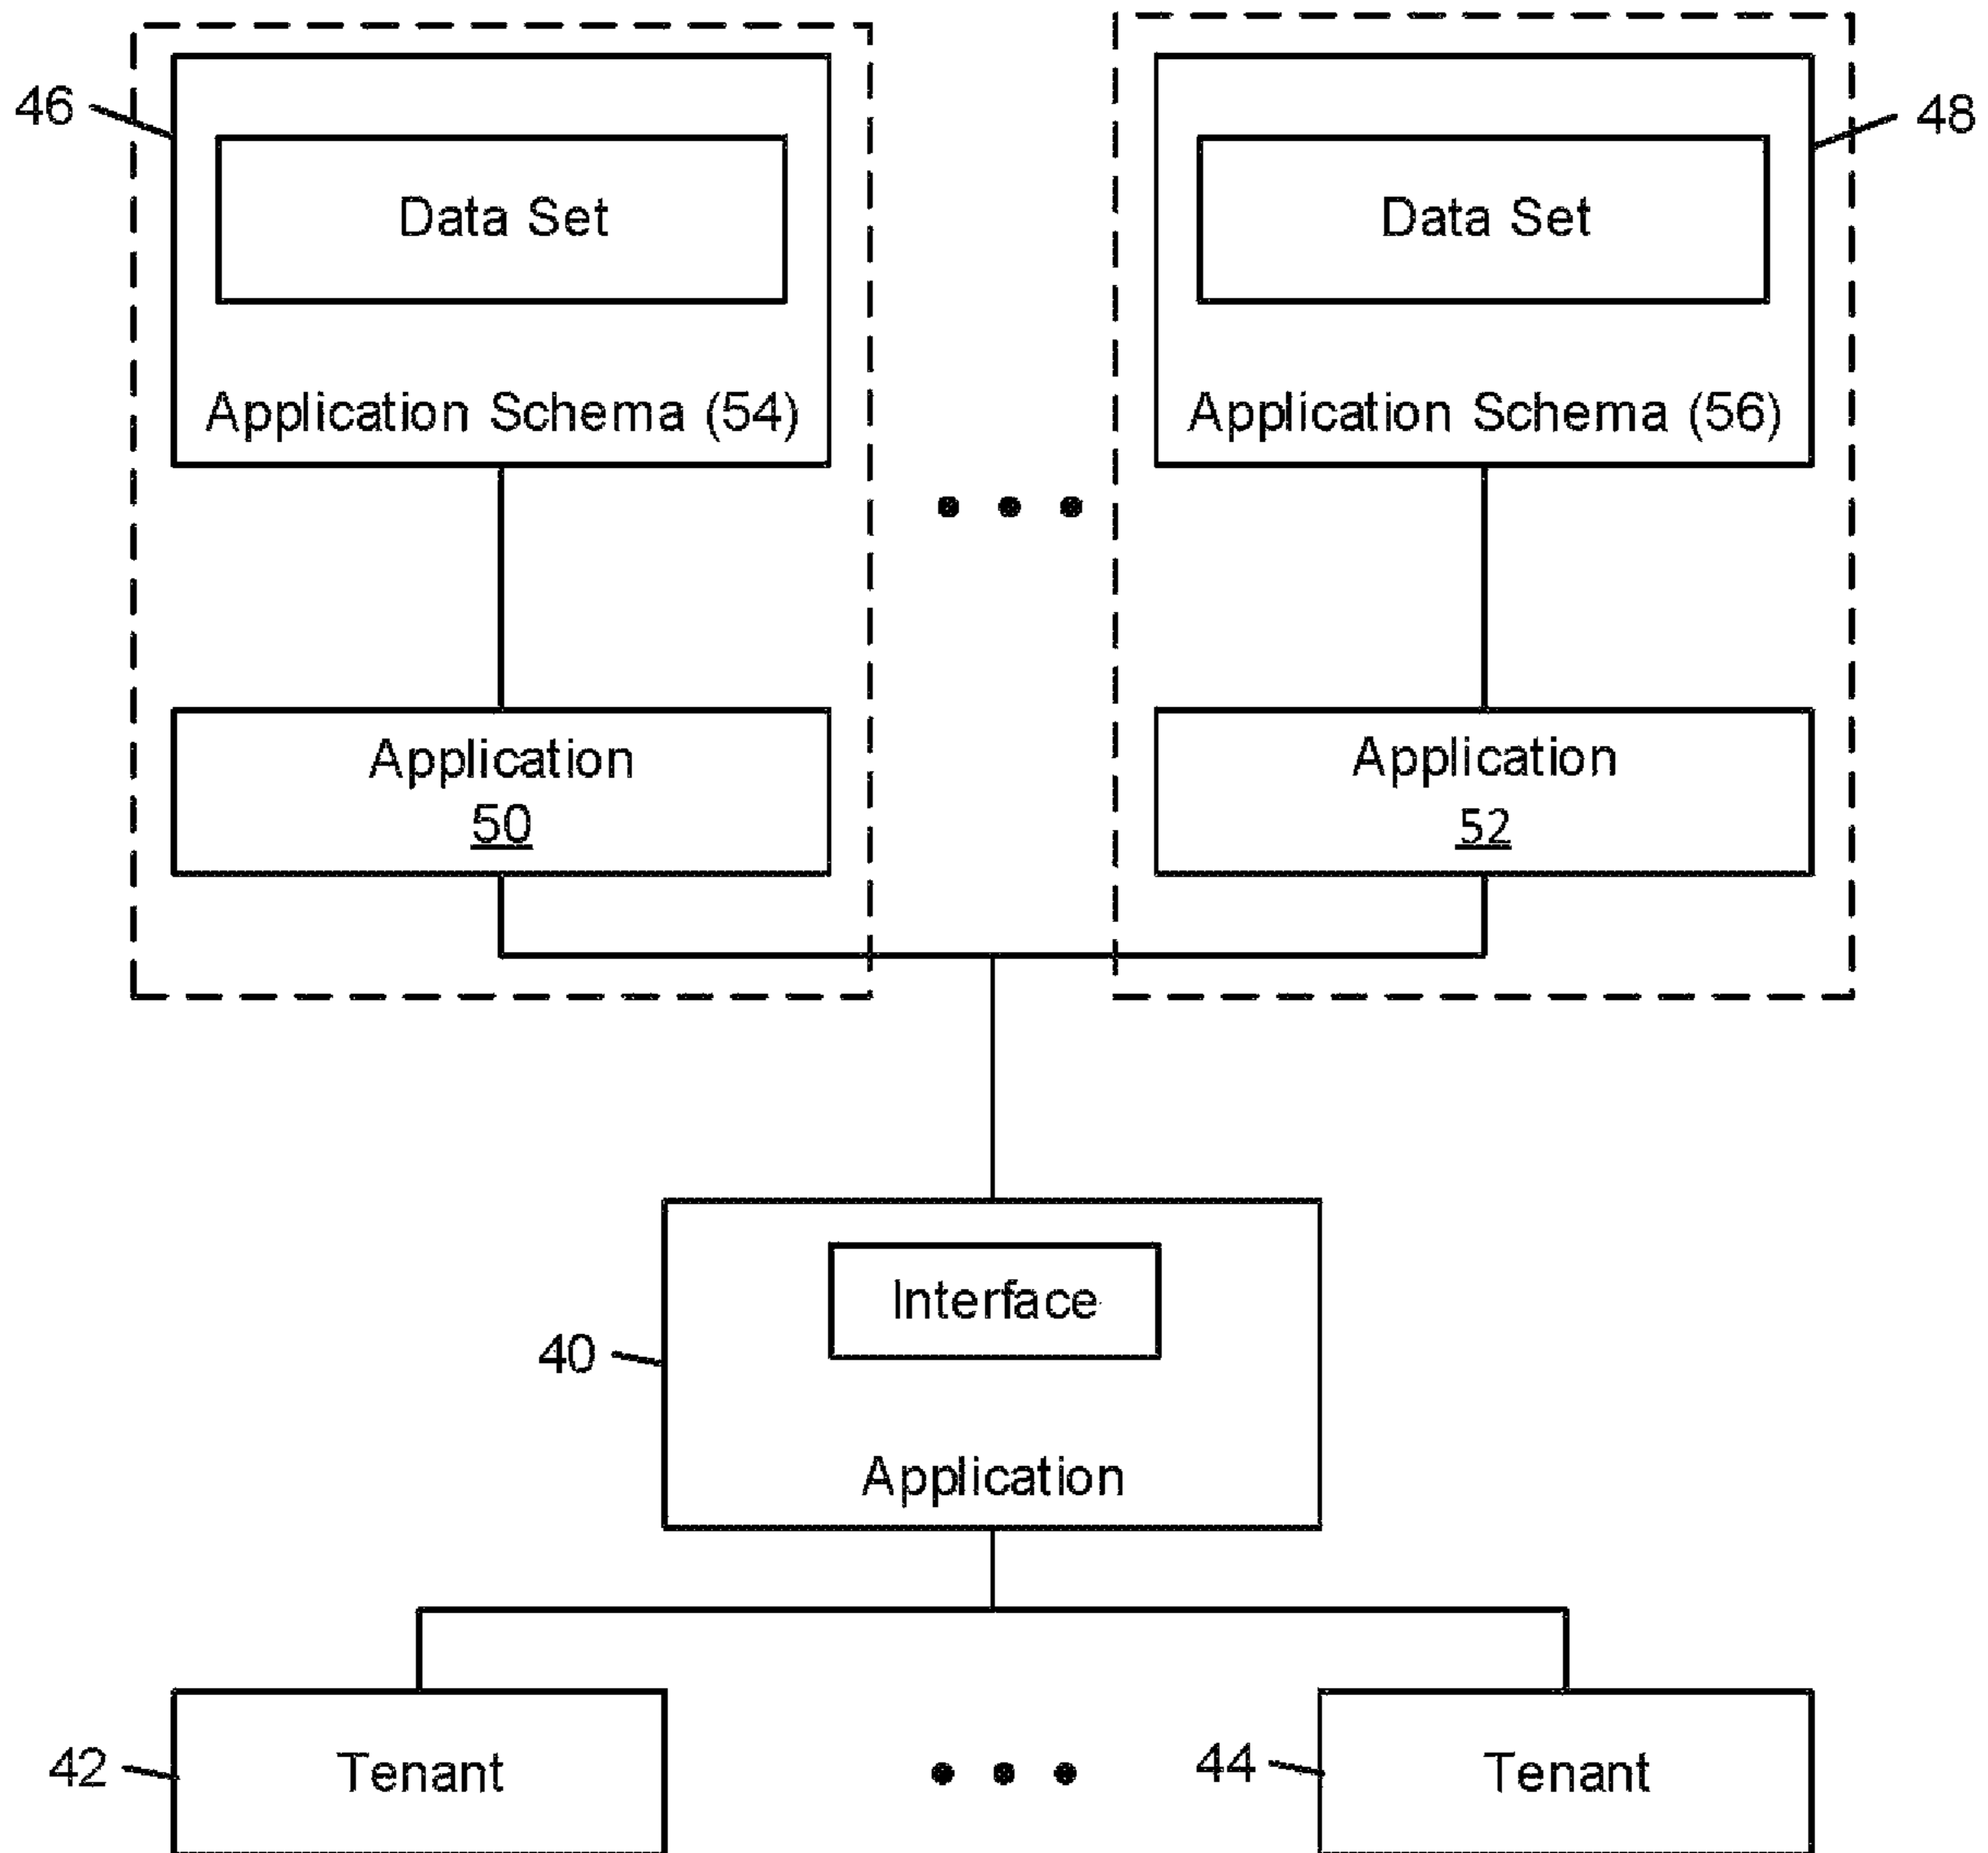 46
48
Data Set
Data Set
Application Schema (54)
Application Schema (56)
Application
50
Application
52
Interface
40
Application
42
Tenant
44
Tenant